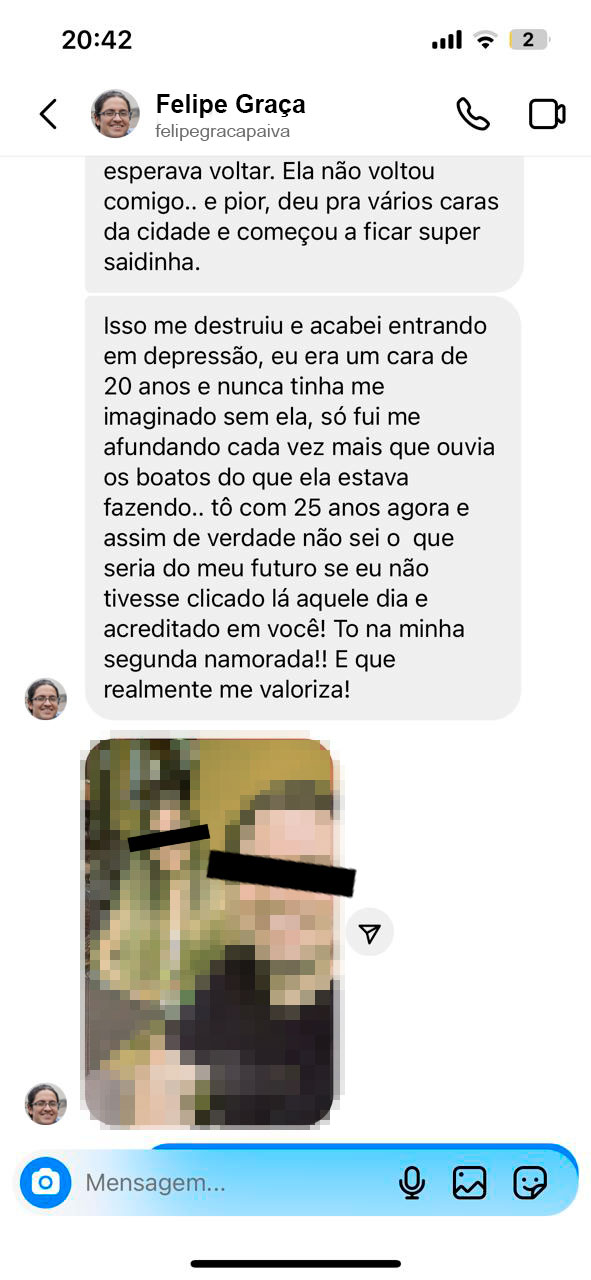 20:42
2
Felipe Graça
felipegracapaiva
esperava voltar. Ela não voltou
comigo.. e pior, deu pra vários caras
da cidade e começou a ficar super
saidinha.
Isso me destruiu e acabei entrando
em depressão, eu era um cara de
20 anos e nunca tinha me
imaginado sem ela, só fui me
afundando cada vez mais que ouvia
os boatos do que ela estava
fazendo.. tô com 25 anos agora e
assim de verdade não sei o  que
seria do meu futuro se eu não
tivesse clicado lá aquele dia e
acreditado em você! To na minha
segunda namorada!! E que
realmente me valoriza!
Mensagem...